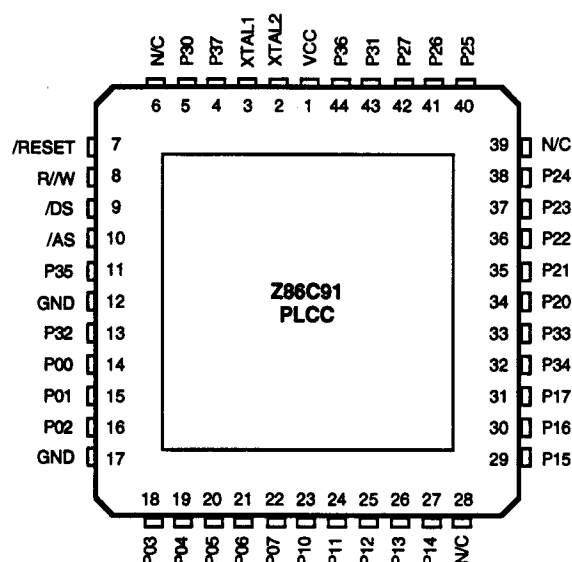 N/C P30 P37 XTAL1 XTAL2 VCC P36 P31 P27 P26 P25
6 5 4 3 2 1 44 43 42 41 40
/RESET 7 39 N/C
R//W 8 38 P24
/DS 9 37 P23
/AS 10 36 P22
P35 11 35 P21
GND 12 34 P20
P32 13 33 P33
P00 14 32 P34
P01 15 31 P17
P02 16 30 P16
GND 17 29 P15
Z86C91
PLCC
18 19 20 21 22 23 24 25 26 27 28
P03 P04 P05 P06 P07 P10 P11 P12 P13 P14 N/C